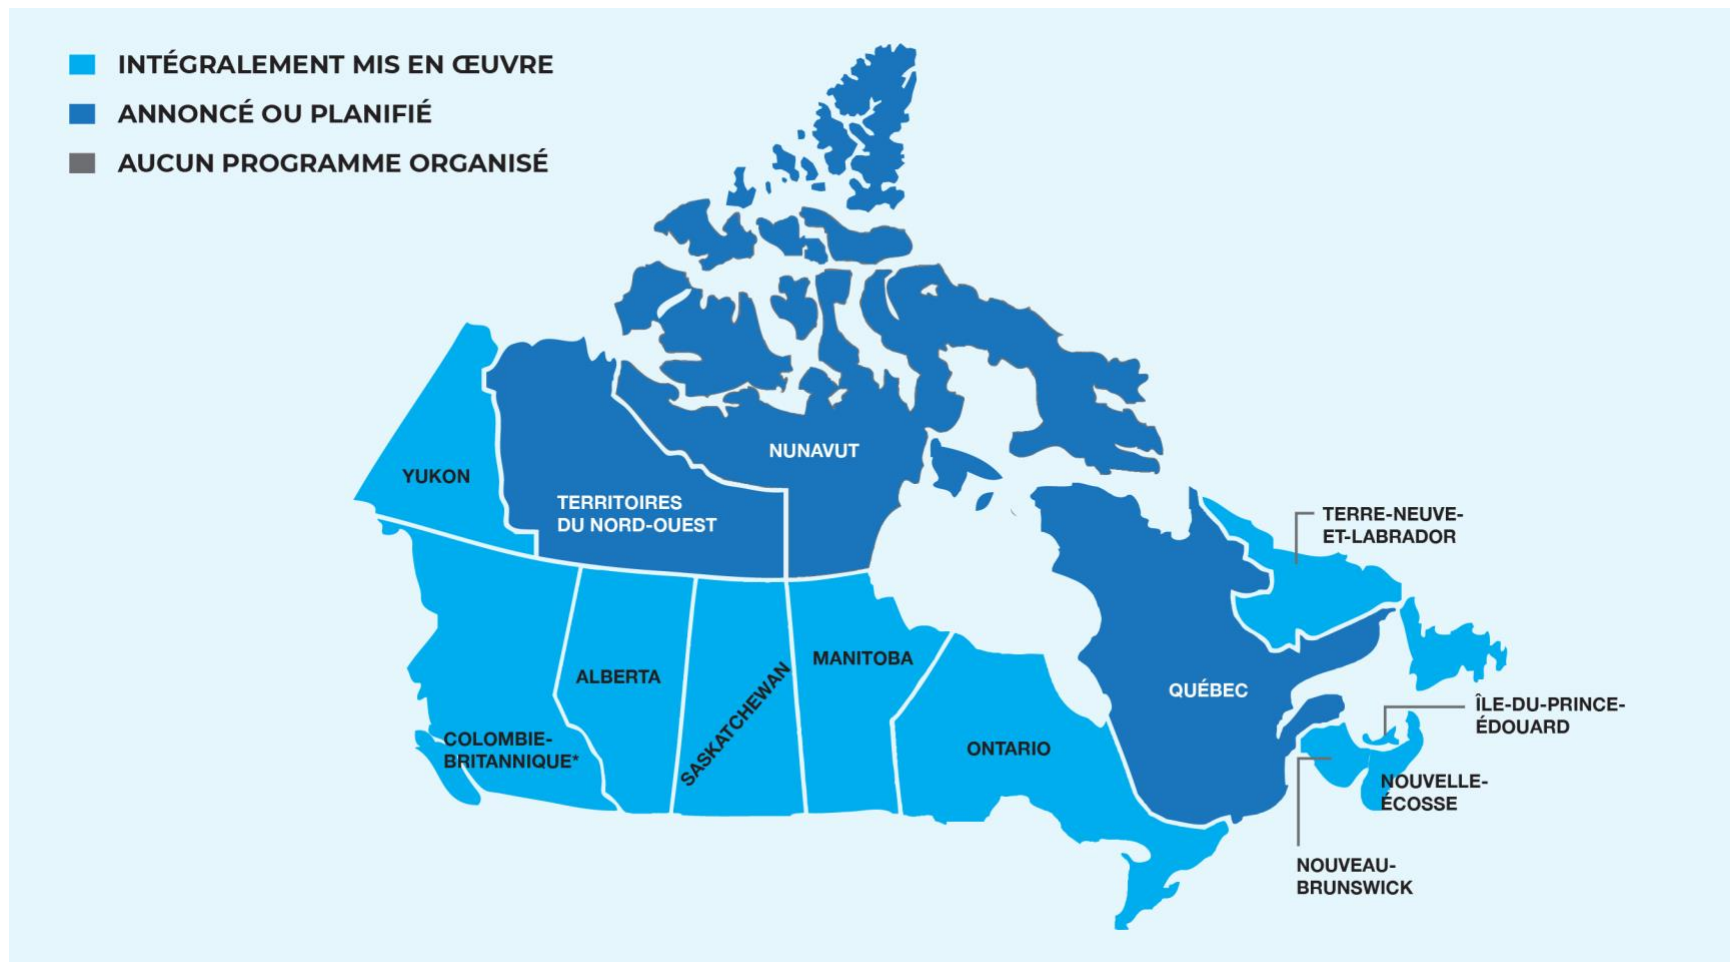 INTÉGRALEMENT MIS EN ŒUVRE
ANNONCÉ OU PLANIFIÉ
AUCUN PROGRAMME ORGANISÉ
NUNAVUT
YUKON
TERRITOIRES
DU NORD-OUEST
TERRE-NEUVE-
ET-LABRADOR
MANITOBA
ALBERTA
SASKATCHEWAN
QUÉBEC
ÎLE-DU-PRINCE-
ÉDOUARD
COLOMBIE-
BRITANNIQUE*
ONTARIO
NOUVELLE-
ÉCOSSE
NOUVEAU-
BRUNSWICK